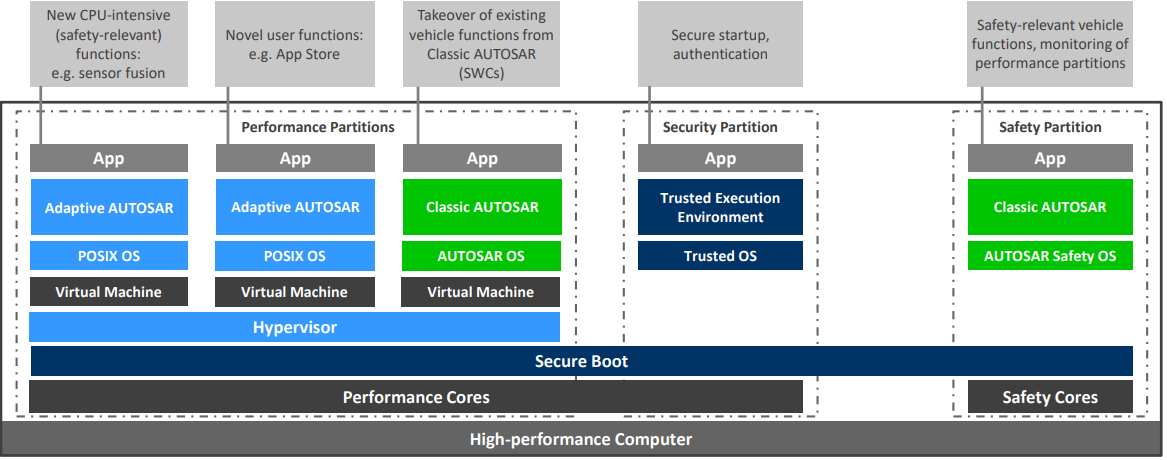 New CPU-intensive
(safety-relevant)
functions:
e.g. sensor fusion
Novel user functions:
e.g. App Store
Takeover of existing
vehicle functions from
Classic AUTOSAR
(SWCs)
Secure startup,
authentication
Safety-relevant vehicle
functions, monitoring of
performance partitions
Performance Partitions
Security Partition
Safety Partition
App
App
App
App
App
Adaptive AUTOSAR
Adaptive AUTOSAR
Classic AUTOSAR
Trusted Execution
Environment
Classic AUTOSAR
POSIX OS
POSIX OS
AUTOSAR OS
Trusted OS
AUTOSAR Safety OS
Virtual Machine
Virtual Machine
Virtual Machine
Hypervisor
Secure Boot
Performance Cores
Safety Cores
High-performance Computer